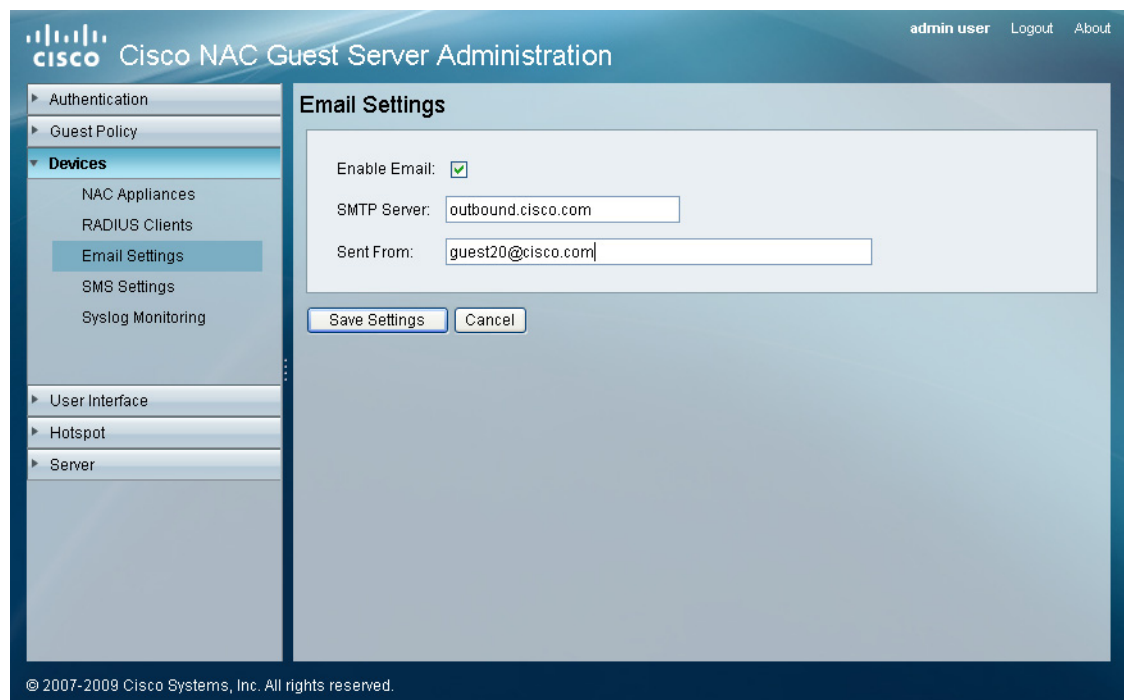 admin user Logout About
CISCO Cisco NAC Guest Server Administration
Authentication
Guest Policy
Devices
NAC Appliances
RADIUS Clients
Email Settings
SMS Settings
Syslog Monitoring
User Interface
Hotspot
Server
Email Settings
Enable Email:
SMTP Server: outbound.cisco.com
Sent From: guest20@cisco.com
Save Settings Cancel
© 2007-2009 Cisco Systems, Inc. All rights reserved.